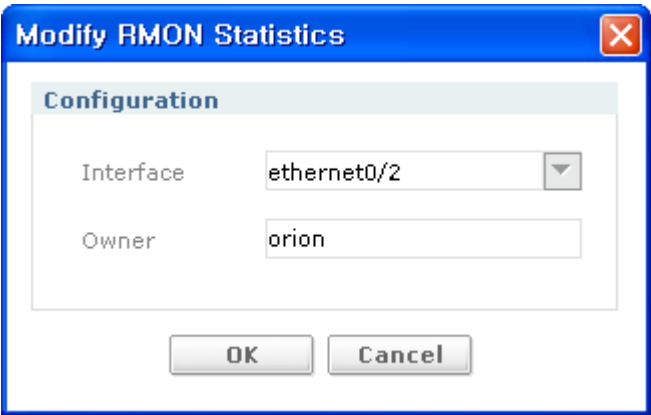 Modify RMON Statistics
Configuration
Interface ethernet0/2
Owner orion
OK Cancel